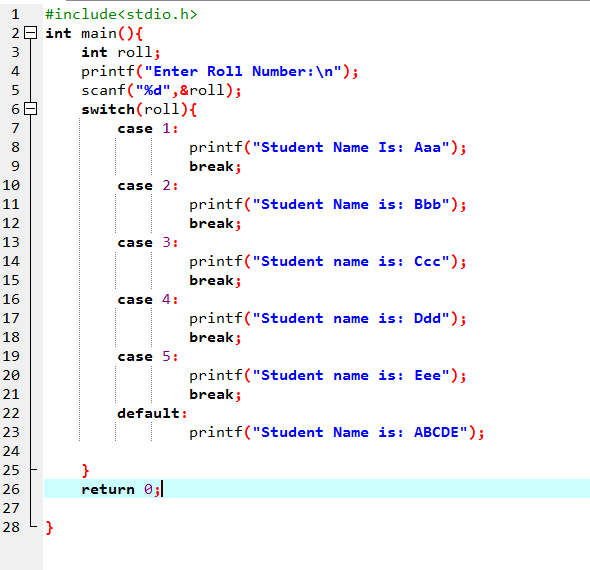 1 #include<stdio.h>
2 int main(){
3     int roll;
4     printf("Enter Roll Number:\n");
5     scanf("%d",&roll);
6     switch(roll){
7         case 1:
8                 printf("Student Name Is: Aaa");
9                 break;
10         case 2:
11                 printf("Student Name is: Bbb");
12                 break;
13         case 3:
14                 printf("Student name is: Ccc");
15                 break;
16         case 4:
17                 printf("Student name is: Ddd");
18                 break;
19         case 5:
20                 printf("Student name is: Eee");
21                 break;
22         default:
23                 printf("Student Name is: ABCDE");
24
25     }
26     return 0;
27
28 }